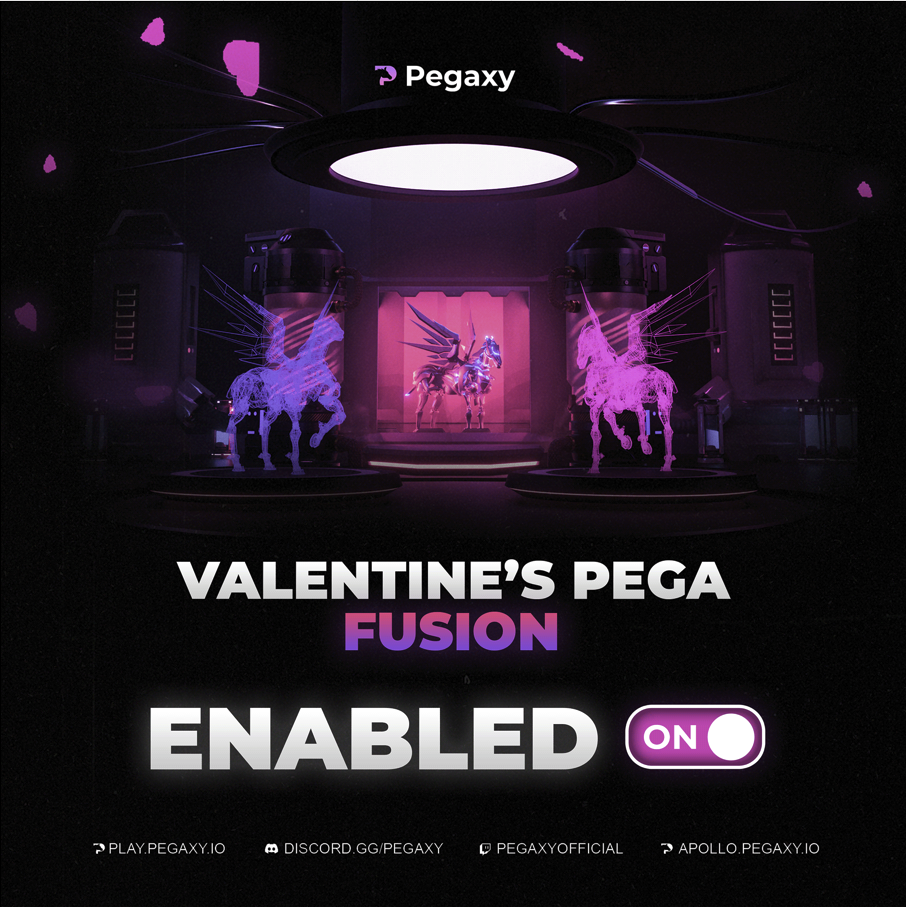 Pegaxy
VALENTINE’S PEGA
FUSION
ENABLED ON
PLAY.PEGAXY.IO DISCORD.GG/PEGAXY PEGAXYOFFICIAL APOLLO.PEGAXY.IO